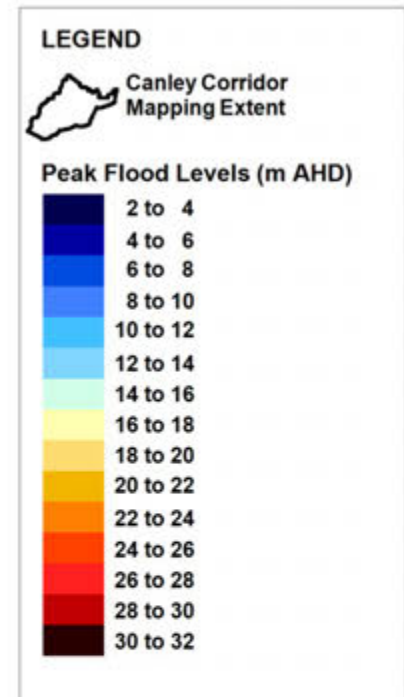 LEGEND
Canley Corridor
Mapping Extent
Peak Flood Levels (m AHD)
2 to 4
4 to 6
6 to 8
8 to 10
10 to 12
12 to 14
14 to 16
16 to 18
18 to 20
20 to 22
22 to 24
24 to 26
26 to 28
28 to 30
30 to 32